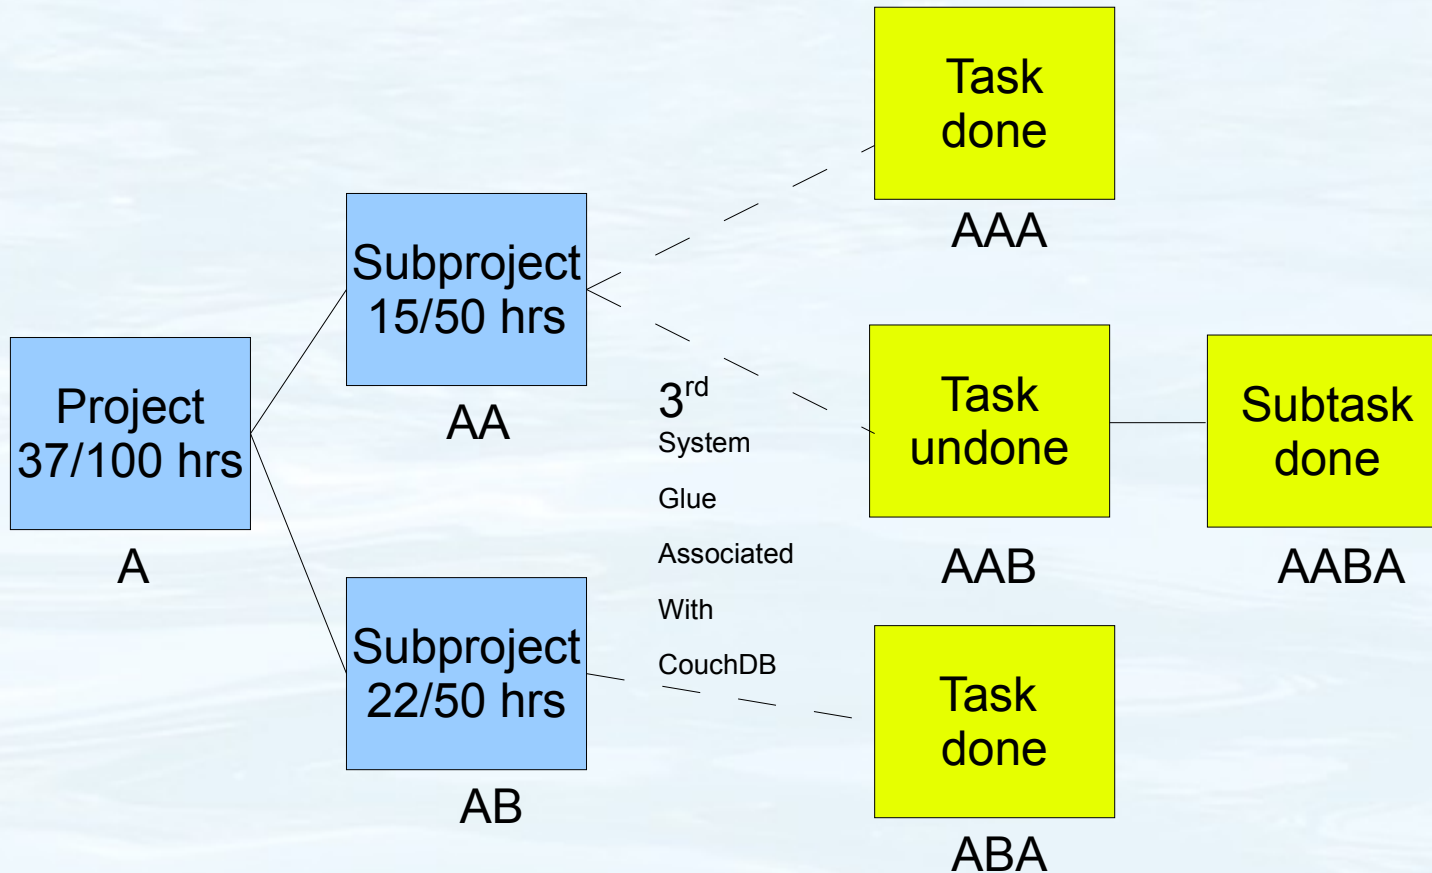 Project
37/100 hrs
A
Subproject
15/50 hrs
AA
Subproject
22/50 hrs
AB
3rd
System
Glue
Associated
With
CouchDB
Task
done
AAA
Task
undone
AAB
Subtask
done
AABA
Task
done
ABA